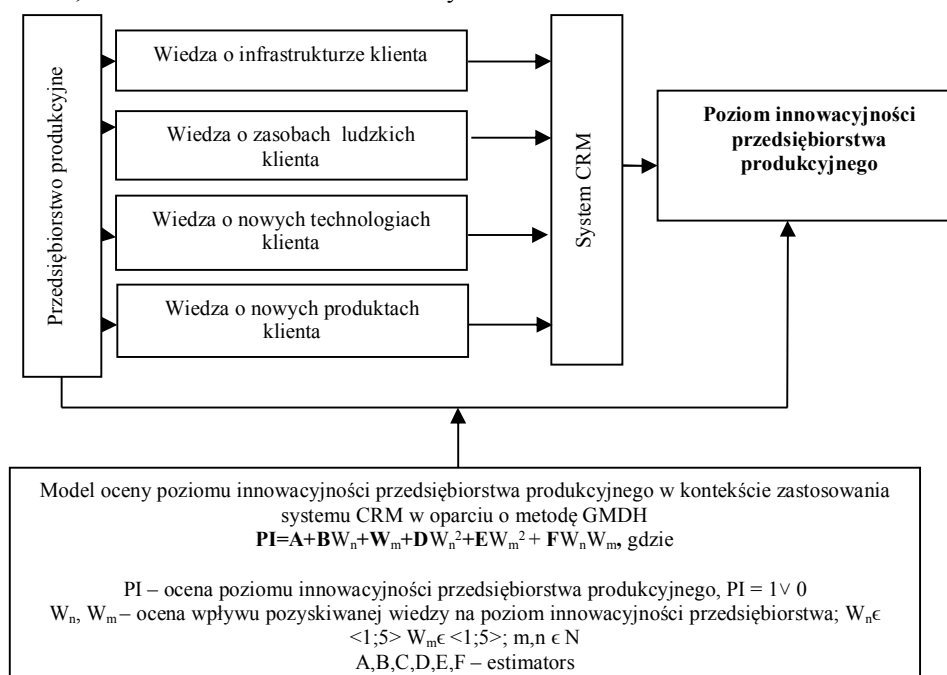 Przedsiębiorstwo produkcyjne
Wiedza o infrastrukturze klienta
Wiedza o zasobach ludzkich
klienta
Wiedza o nowych technologiach
klienta
Wiedza o nowych produktach
klienta
System CRM
Poziom innowacyjności
przedsiębiorstwa
produkcyjnego
Model oceny poziomu innowacyjności przedsiębiorstwa produkcyjnego w kontekście zastosowania
systemu CRM w oparciu o metodę GMDH
PI=A+BWₙ+Wₘ+DWₙ²+EWₘ² + FWₙWₘ, gdzie
PI – ocena poziomu innowacyjności przedsiębiorstwa produkcyjnego, PI = 1∨ 0
Wₙ, Wₘ – ocena wpływu pozyskiwanej wiedzy na poziom innowacyjności przedsiębiorstwa; Wₙϵ
<1;5> Wₘϵ <1;5>; m,n ϵ N
A,B,C,D,E,F – estimators